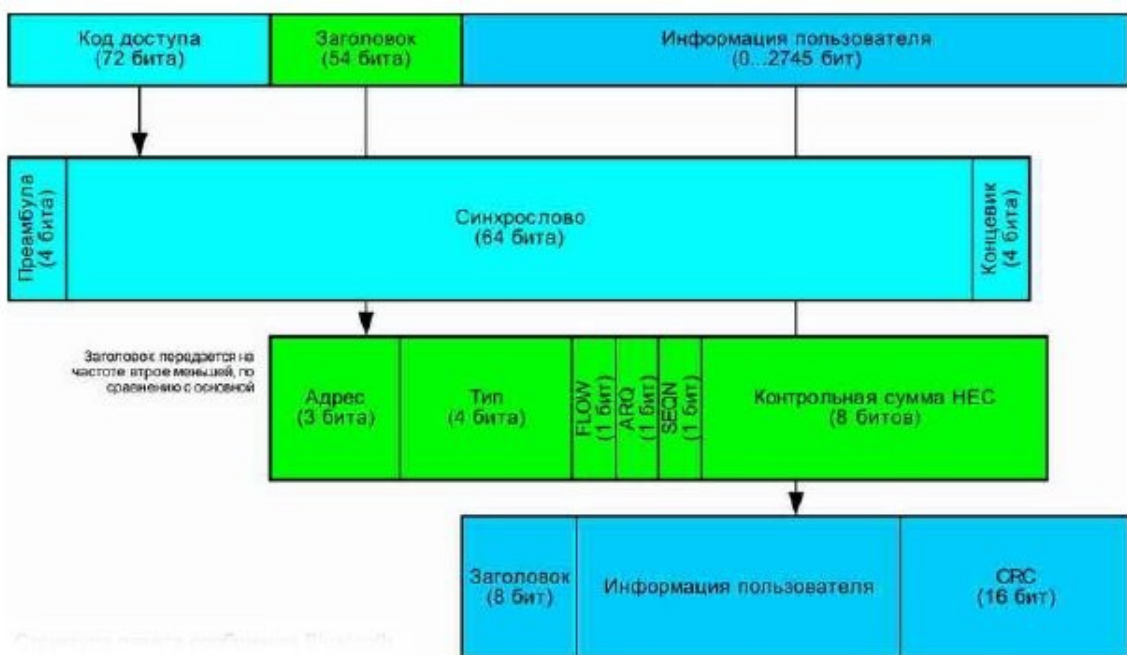 Код доступа
(72 бита)
Заголовок
(54 бита)
Информация пользователя
(0...2745 бит)
Преамбула
(4 бита)
Синхрослово
(64 бита)
Концевик
(4 бита)
Заголовок передается на
частоте втрое меньшей, по
сравнению с основной
Адрес
(3 бита)
Тип
(4 бита)
FLOW
(1 бит)
ARQ
(1 бит)
SEQN
(1 бит)
Контрольная сумма HEC
(8 битов)
Заголовок
(8 бит)
Информация пользователя
CRC
(16 бит)